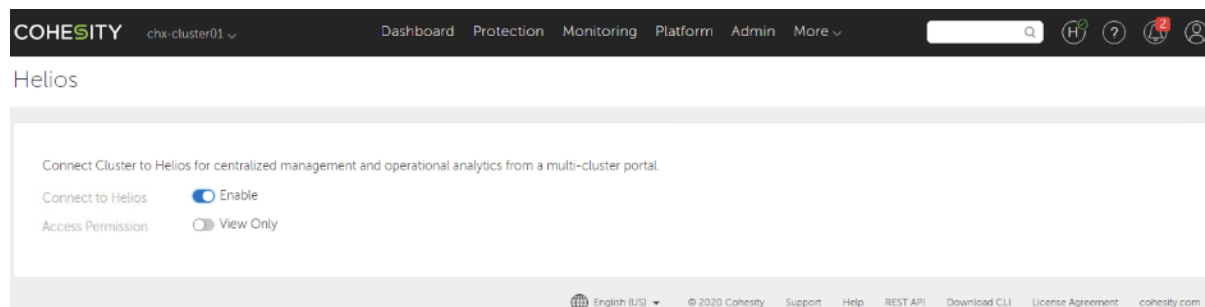 COHESITY chx-cluster01 Dashboard Protection Monitoring Platform Admin More H ? 2
Helios
Connect Cluster to Helios for centralized management and operational analytics from a multi-cluster portal.
Connect to Helios Enable
Access Permission View Only
English (US) © 2020 Cohesity Support Help REST API Download CLI License Agreement cohesity.com